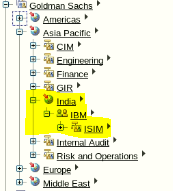 Goldman Sachs
Americas
Asia Pacific
CIM
Engineering
Finance
GIR
India
IBM
ISIM
Internal Audit
Risk and Operations
Europe
Middle East